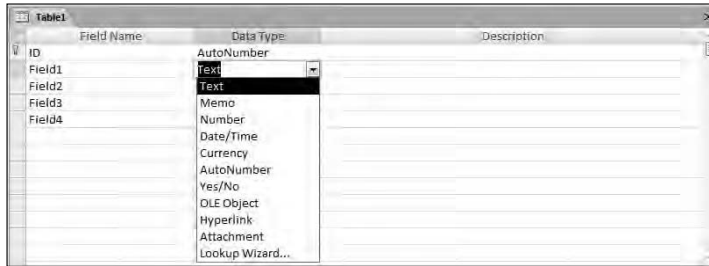 Table1
Field Name Data Type Description
ID AutoNumber
Field1 Text
Field2 Text
Field3 Memo
Field4 Number
Date/Time
Currency
AutoNumber
Yes/No
OLE Object
Hyperlink
Attachment
Lookup Wizard...